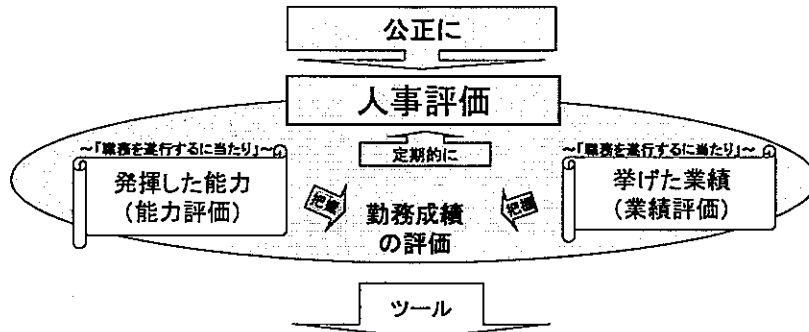 公正に
人事評価
~「職務を遂行するに当たり」~
定期的に
~「職務を遂行するに当たり」~
発揮した能力
(能力評価)
挙げた業績
(業績評価)
把握
把握
勤務成績
の評価
ツール